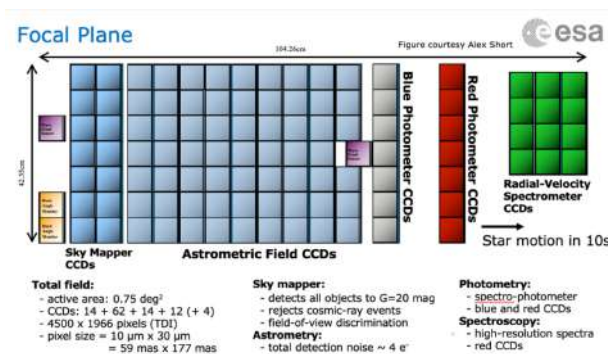 Focal Plane
esa
Figure courtesy Alex Short
104.26cm
42.35cm
Blue Photometer CCDs
Red Photometer CCDs
Sky Mapper
CCDs
Astrometric Field CCDs
Radial-Velocity
Spectrometer
CCDs
Star motion in 10s
Total field:
- active area: 0.75 deg²
- CCDs: 14 + 62 + 14 + 12 (+ 4)
- 4500 x 1966 pixels (TDI)
- pixel size = 10 µm x 30 µm
= 59 mas x 177 mas
Sky mapper:
- detects all objects to G=20 mag
- rejects cosmic-ray events
- field-of-view discrimination
Astrometry:
- total detection noise ~ 4 e⁻
Photometry:
- spectro-photometer
- blue and red CCDs
Spectroscopy:
- high-resolution spectra
- red CCDs